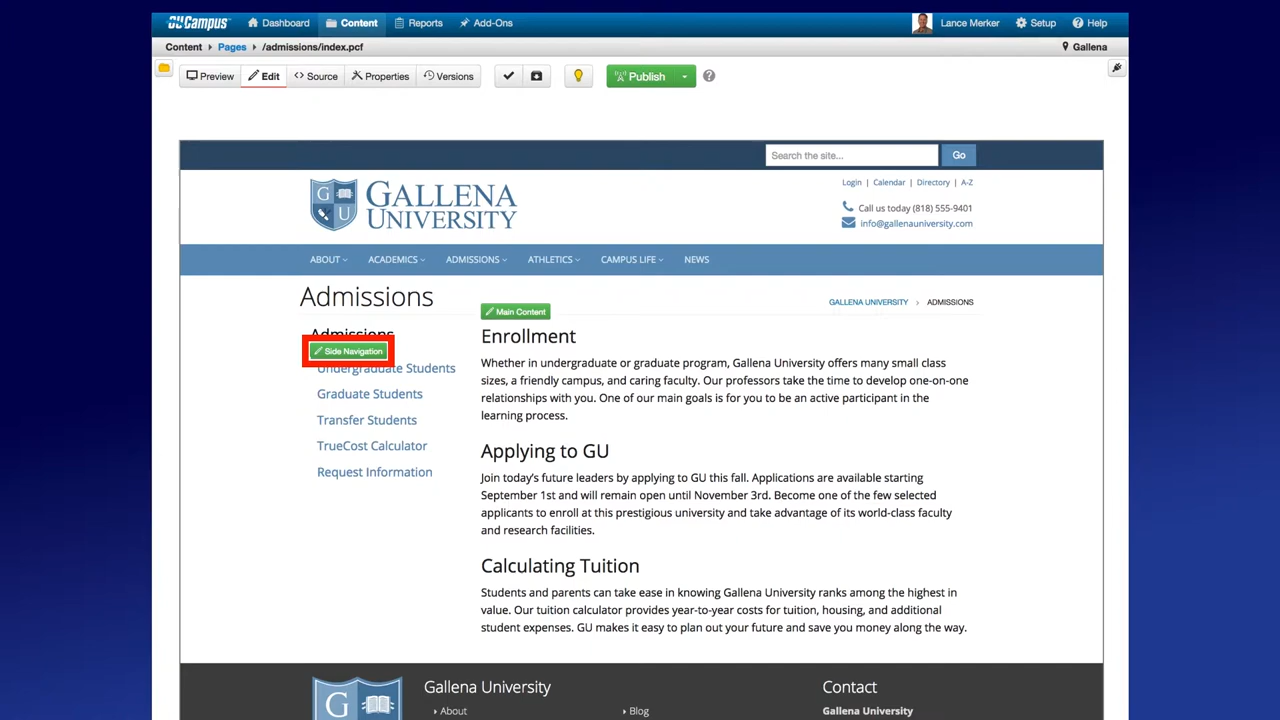 OU Campus Dashboard Content Reports Add-Ons Lance Merker Setup Help
Content Pages /admissions/index.pcf Gallena
Preview Edit Source Properties Versions Publish
Search the site... Go
Login | Calendar | Directory | A-Z
GALLENA
UNIVERSITY
G U
Call us today (818) 555-9401
info@gallenauniversity.com
ABOUT ACADEMICS ADMISSIONS ATHLETICS CAMPUS LIFE NEWS
Admissions
GALLENA UNIVERSITY > ADMISSIONS
Admissions
Side Navigation
Undergraduate Students
Graduate Students
Transfer Students
TrueCost Calculator
Request Information
Main Content
Enrollment
Whether in undergraduate or graduate program, Gallena University offers many small class
sizes, a friendly campus, and caring faculty. Our professors take the time to develop one-on-one
relationships with you. One of our main goals is for you to be an active participant in the
learning process.
Applying to GU
Join today's future leaders by applying to GU this fall. Applications are available starting
September 1st and will remain open until November 3rd. Become one of the few selected
applicants to enroll at this prestigious university and take advantage of its world-class faculty
and research facilities.
Calculating Tuition
Students and parents can take ease in knowing Gallena University ranks among the highest in
value. Our tuition calculator provides year-to-year costs for tuition, housing, and additional
student expenses. GU makes it easy to plan out your future and save you money along the way.
G
Gallena University
About
Blog
Contact
Gallena University